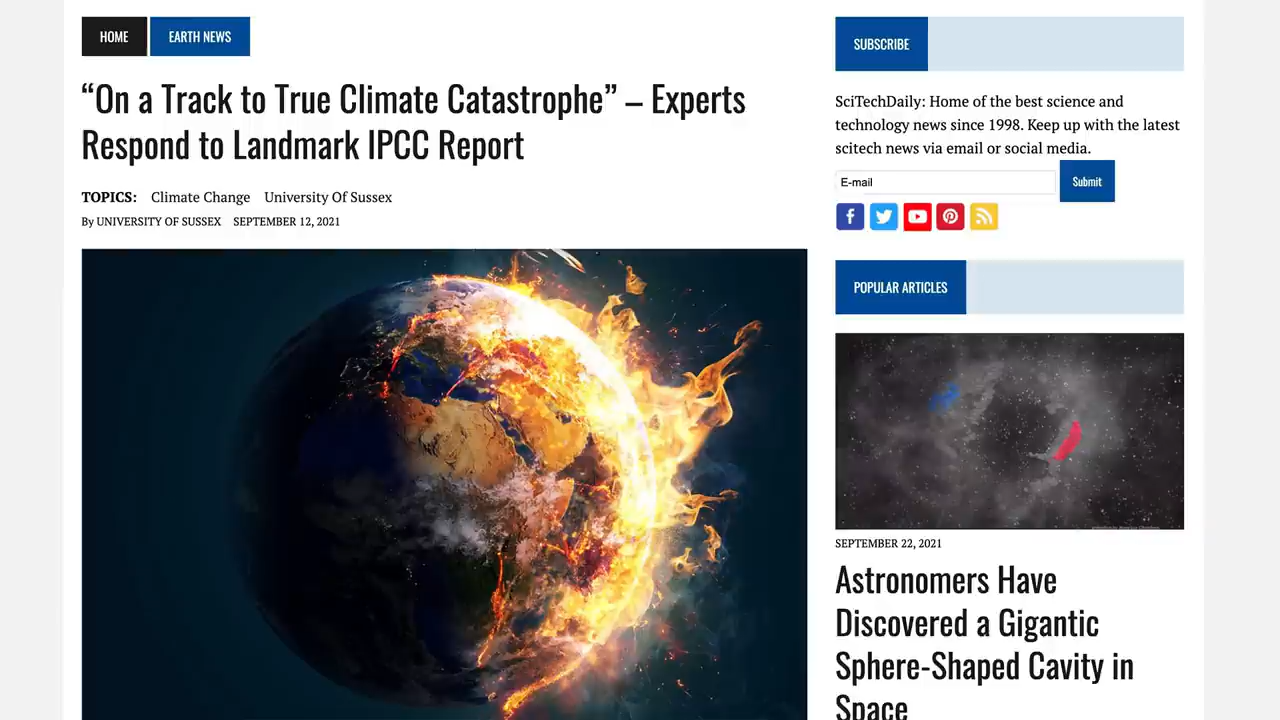 HOME
EARTH NEWS
“On a Track to True Climate Catastrophe” – Experts
Respond to Landmark IPCC Report
TOPICS: Climate Change University Of Sussex
By UNIVERSITY OF SUSSEX SEPTEMBER 12, 2021
SUBSCRIBE
SciTechDaily: Home of the best science and
technology news since 1998. Keep up with the latest
scitech news via email or social media.
E-mail
Submit
POPULAR ARTICLES
SEPTEMBER 22, 2021
Astronomers Have
Discovered a Gigantic
Sphere-Shaped Cavity in
Space